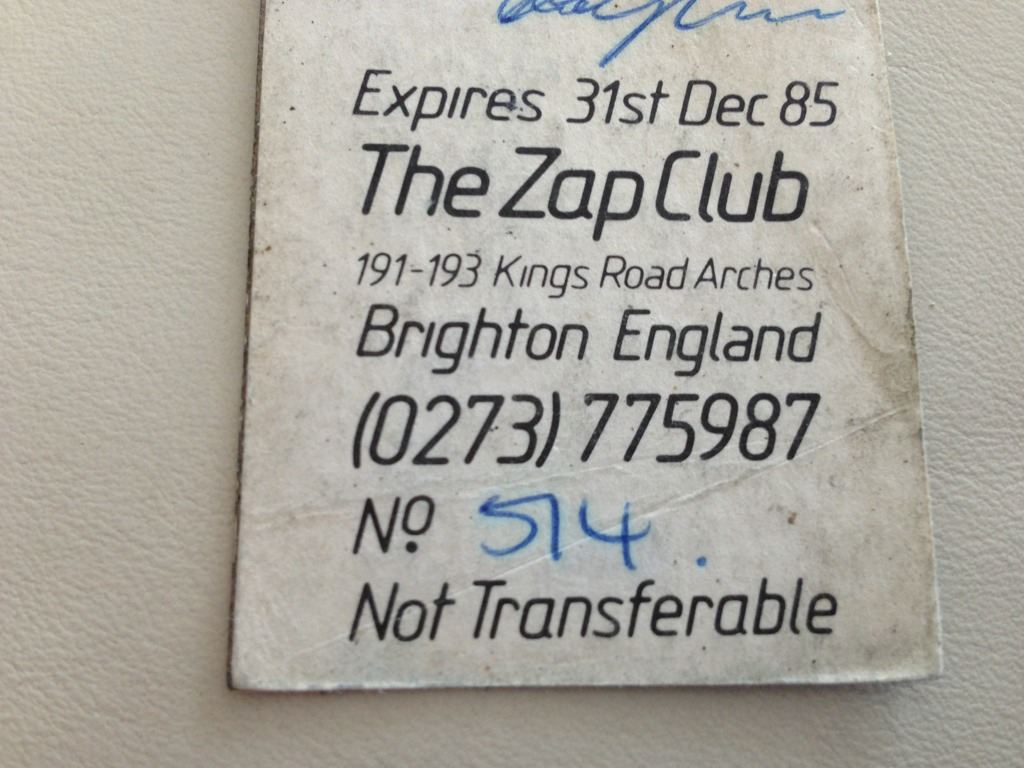 Expires 31st Dec 85
The Zap Club
191-193 Kings Road Arches
Brighton England
(0273) 775987
Nº 514.
Not Transferable